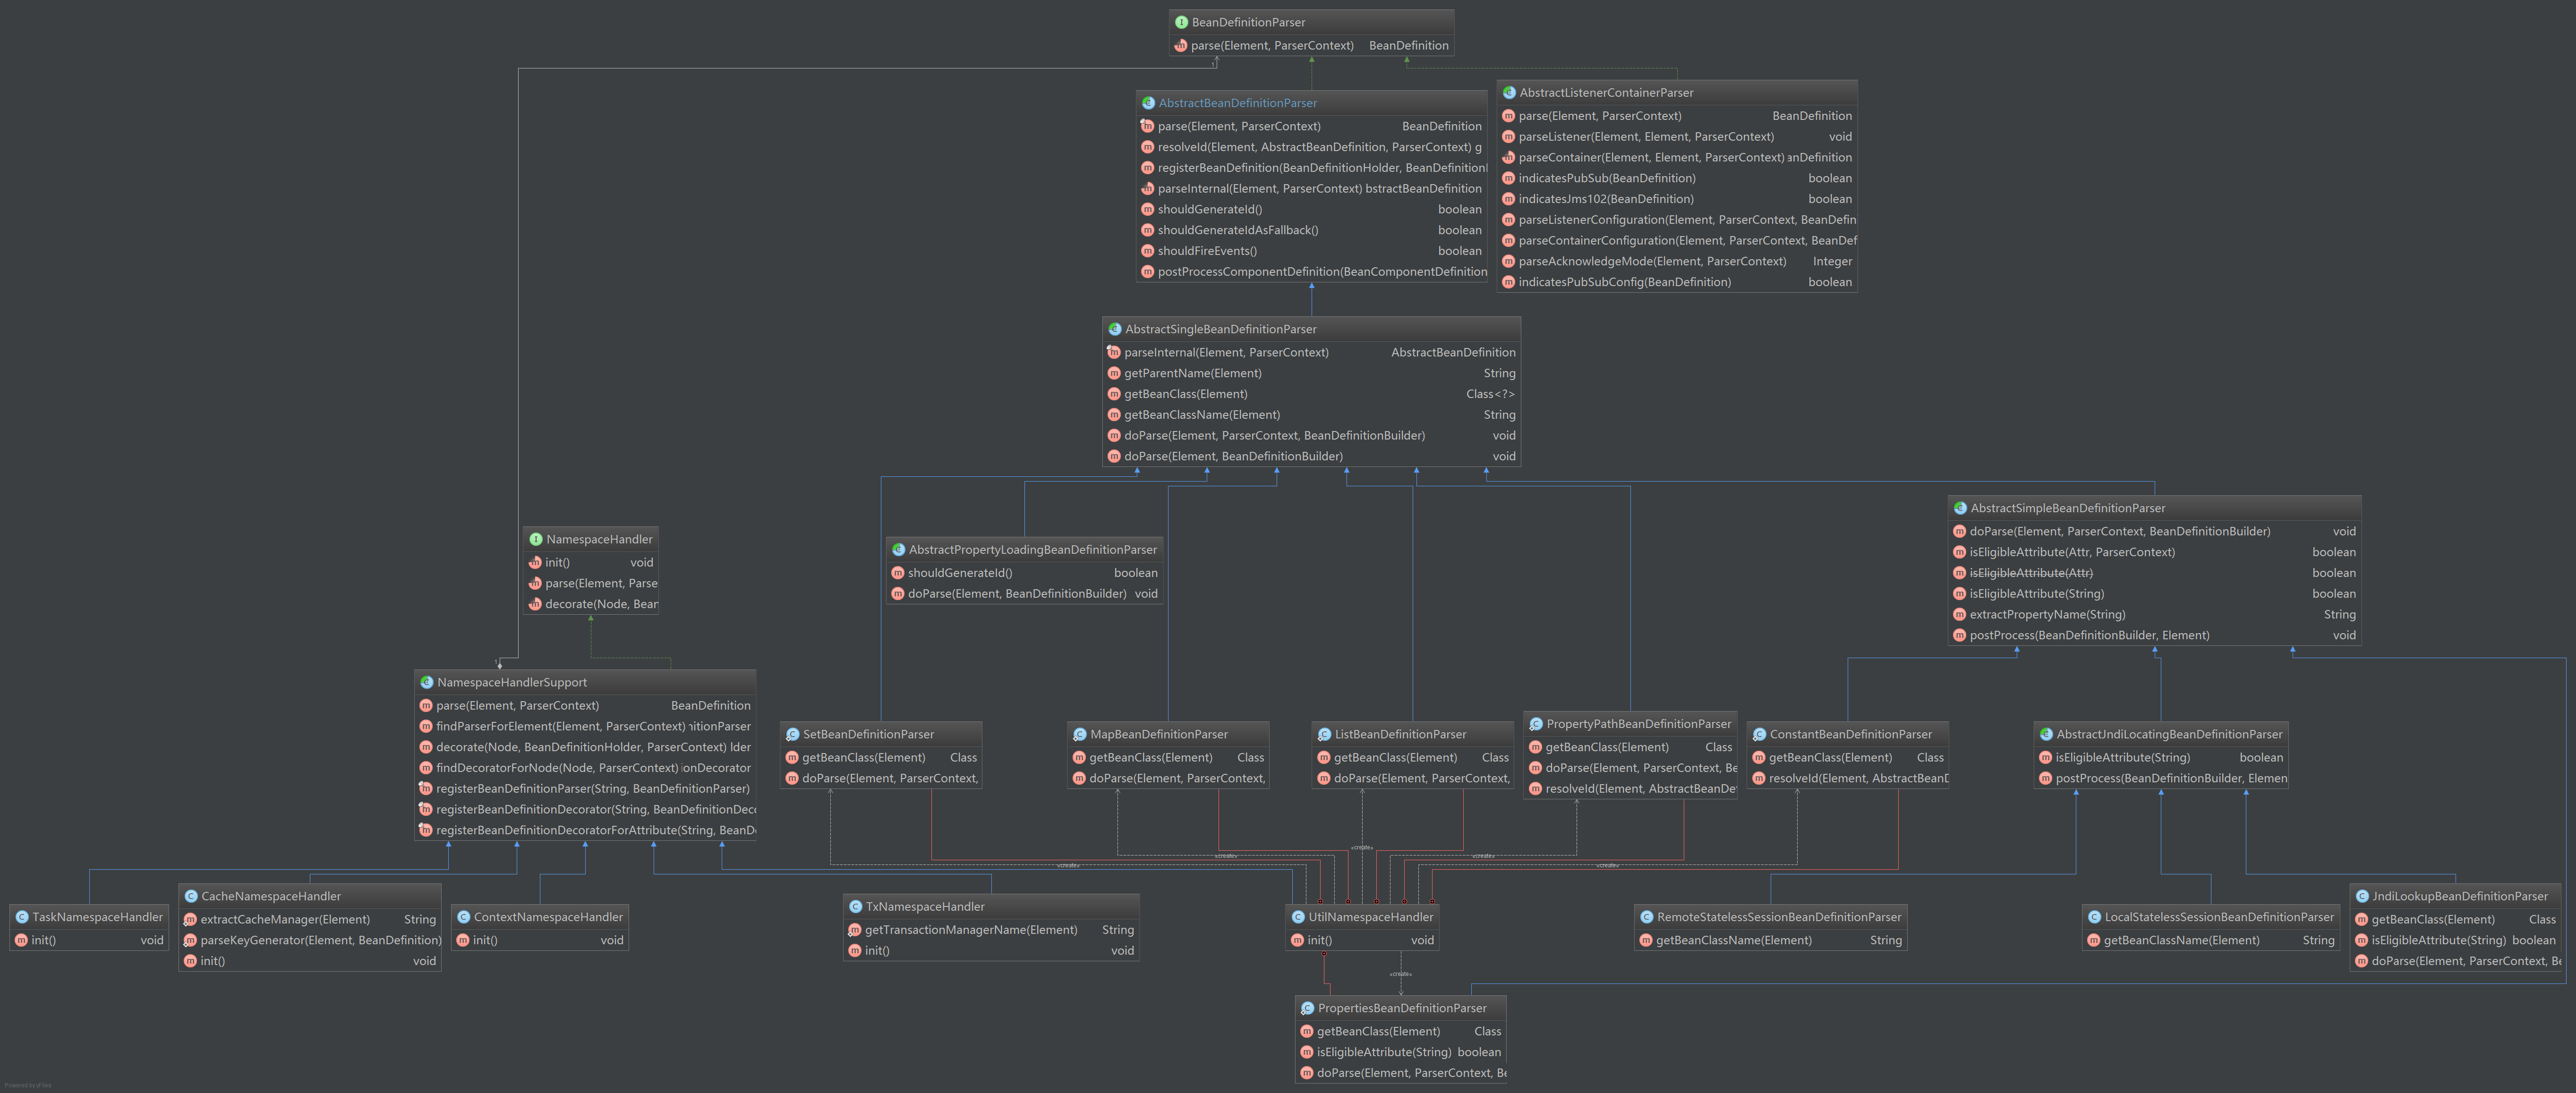 BeanDefinitionParser
parse(Element, ParserContext) BeanDefinition
1
AbstractBeanDefinitionParser
parse(Element, ParserContext) BeanDefinition
resolveId(Element, AbstractBeanDefinition, ParserContext) g
registerBeanDefinition(BeanDefinitionHolder, BeanDefinition
parseInternal(Element, ParserContext) bstractBeanDefinition
shouldGenerateId() boolean
shouldGenerateIdAsFallback() boolean
shouldFireEvents() boolean
postProcessComponentDefinition(BeanComponentDefinition
AbstractListenerContainerParser
parse(Element, ParserContext) BeanDefinition
parseListener(Element, Element, ParserContext) void
parseContainer(Element, Element, ParserContext) anDefinition
indicatesPubSub(BeanDefinition) boolean
indicatesJms102(BeanDefinition) boolean
parseListenerConfiguration(Element, ParserContext, BeanDefin
parseContainerConfiguration(Element, ParserContext, BeanDef
parseAcknowledgeMode(Element, ParserContext) Integer
indicatesPubSubConfig(BeanDefinition) boolean
AbstractSingleBeanDefinitionParser
parseInternal(Element, ParserContext) AbstractBeanDefinition
getParentName(Element) String
getBeanClass(Element) Class<?>
getBeanClassName(Element) String
doParse(Element, ParserContext, BeanDefinitionBuilder) void
doParse(Element, BeanDefinitionBuilder) void
NamespaceHandler
init() void
parse(Element, Parse
decorate(Node, Bean
AbstractPropertyLoadingBeanDefinitionParser
shouldGenerateId() boolean
doParse(Element, BeanDefinitionBuilder) void
AbstractSimpleBeanDefinitionParser
doParse(Element, ParserContext, BeanDefinitionBuilder) void
isEligibleAttribute(Attr, ParserContext) boolean
isEligibleAttribute(Attr) boolean
isEligibleAttribute(String) boolean
extractPropertyName(String) String
postProcess(BeanDefinitionBuilder, Element) void
1
NamespaceHandlerSupport
parse(Element, ParserContext) BeanDefinition
findParserForElement(Element, ParserContext) nitionParser
decorate(Node, BeanDefinitionHolder, ParserContext) lder
findDecoratorForNode(Node, ParserContext) ionDecorator
registerBeanDefinitionParser(String, BeanDefinitionParser)
registerBeanDefinitionDecorator(String, BeanDefinitionDeco
registerBeanDefinitionDecoratorForAttribute(String, BeanD
SetBeanDefinitionParser
getBeanClass(Element) Class
doParse(Element, ParserContext,
MapBeanDefinitionParser
getBeanClass(Element) Class
doParse(Element, ParserContext,
ListBeanDefinitionParser
getBeanClass(Element) Class
doParse(Element, ParserContext,
PropertyPathBeanDefinitionParser
getBeanClass(Element) Class
doParse(Element, ParserContext, Be
resolveId(Element, AbstractBeanDe
ConstantBeanDefinitionParser
getBeanClass(Element) Class
resolveId(Element, AbstractBeanD
AbstractJndiLocatingBeanDefinitionParser
isEligibleAttribute(String) boolean
postProcess(BeanDefinitionBuilder, Elemen
«create»
«create»
«create»
«create»
«create»
TaskNamespaceHandler
init() void
CacheNamespaceHandler
extractCacheManager(Element) String
parseKeyGenerator(Element, BeanDefinition)
init() void
ContextNamespaceHandler
init() void
TxNamespaceHandler
getTransactionManagerName(Element) String
init() void
UtilNamespaceHandler
init() void
RemoteStatelessSessionBeanDefinitionParser
getBeanClassName(Element) String
LocalStatelessSessionBeanDefinitionParser
getBeanClassName(Element) String
JndiLookupBeanDefinitionParser
getBeanClass(Element) Class
isEligibleAttribute(String) boolean
doParse(Element, ParserContext, Be
«create»
PropertiesBeanDefinitionParser
getBeanClass(Element) Class
isEligibleAttribute(String) boolean
doParse(Element, ParserContext, Be
Powered by yFiles